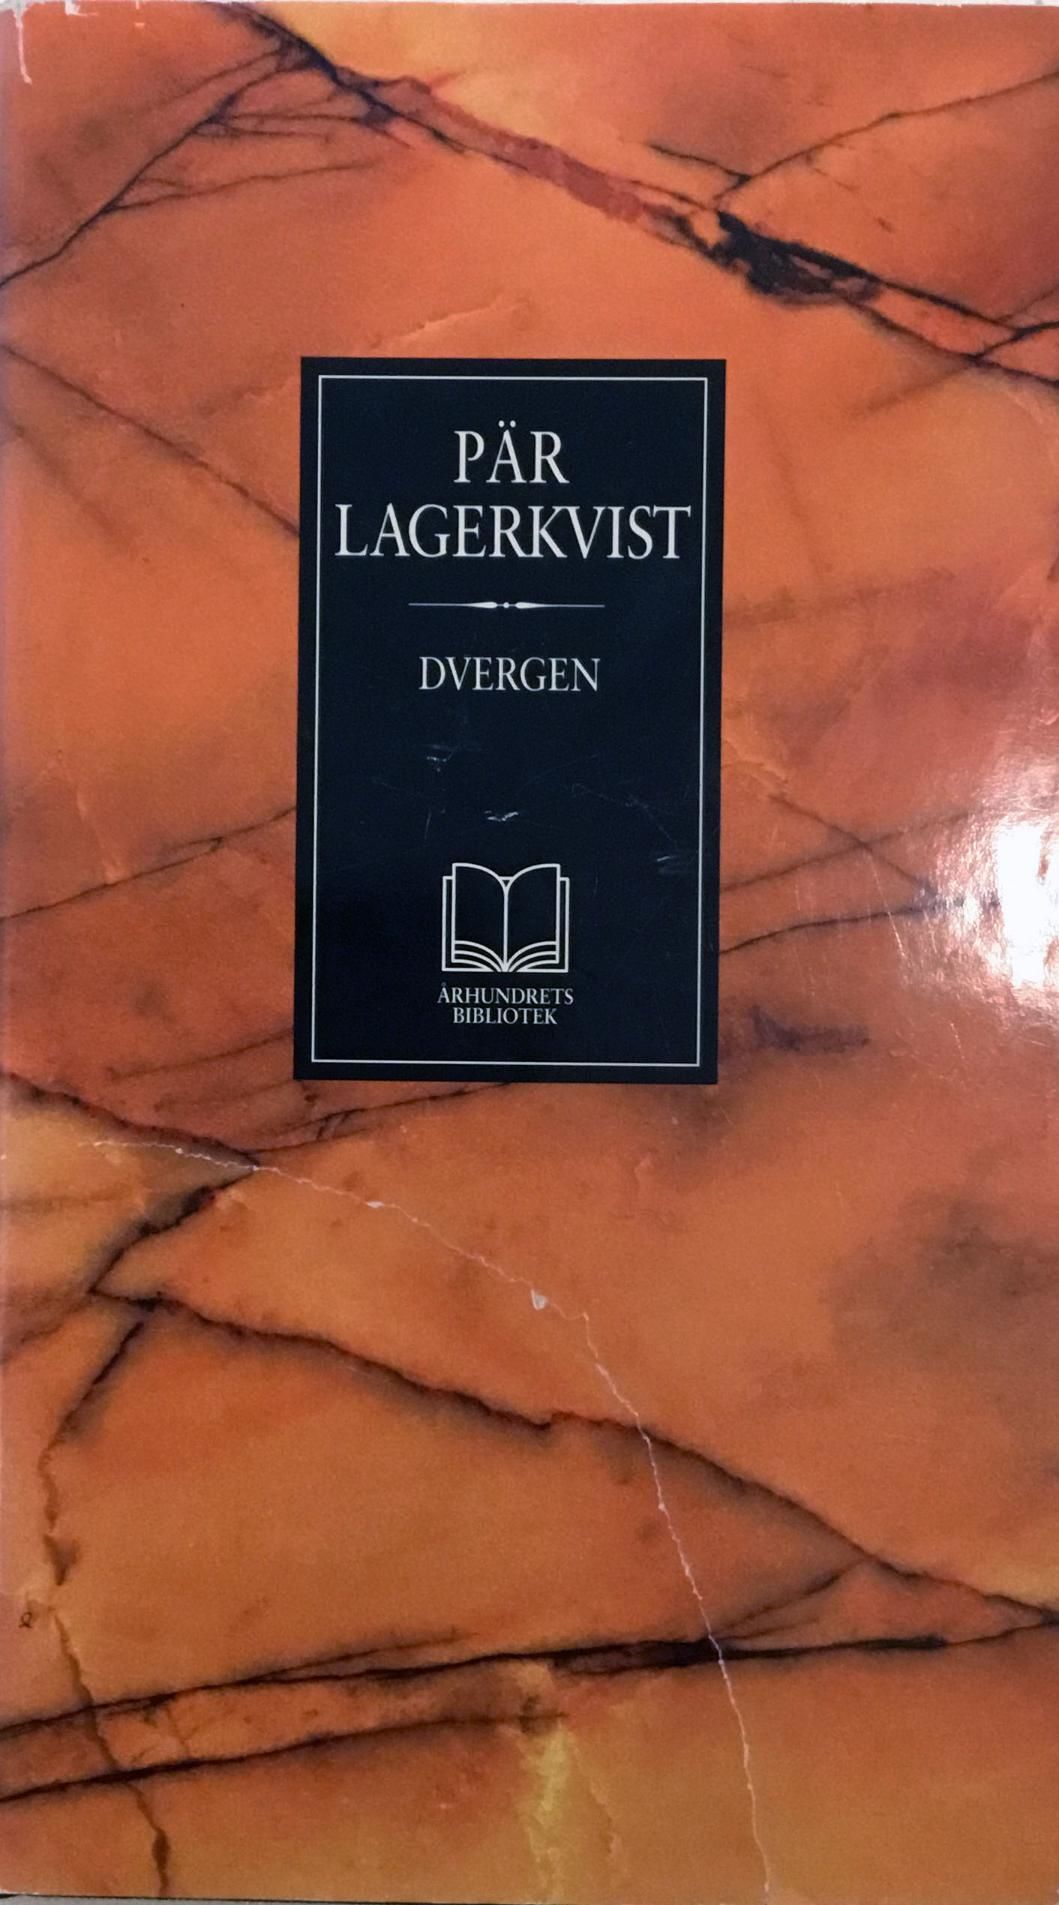 PÄR
LAGERKVIST
DVERGEN
ÅRHUNDRETS
BIBLIOTEK